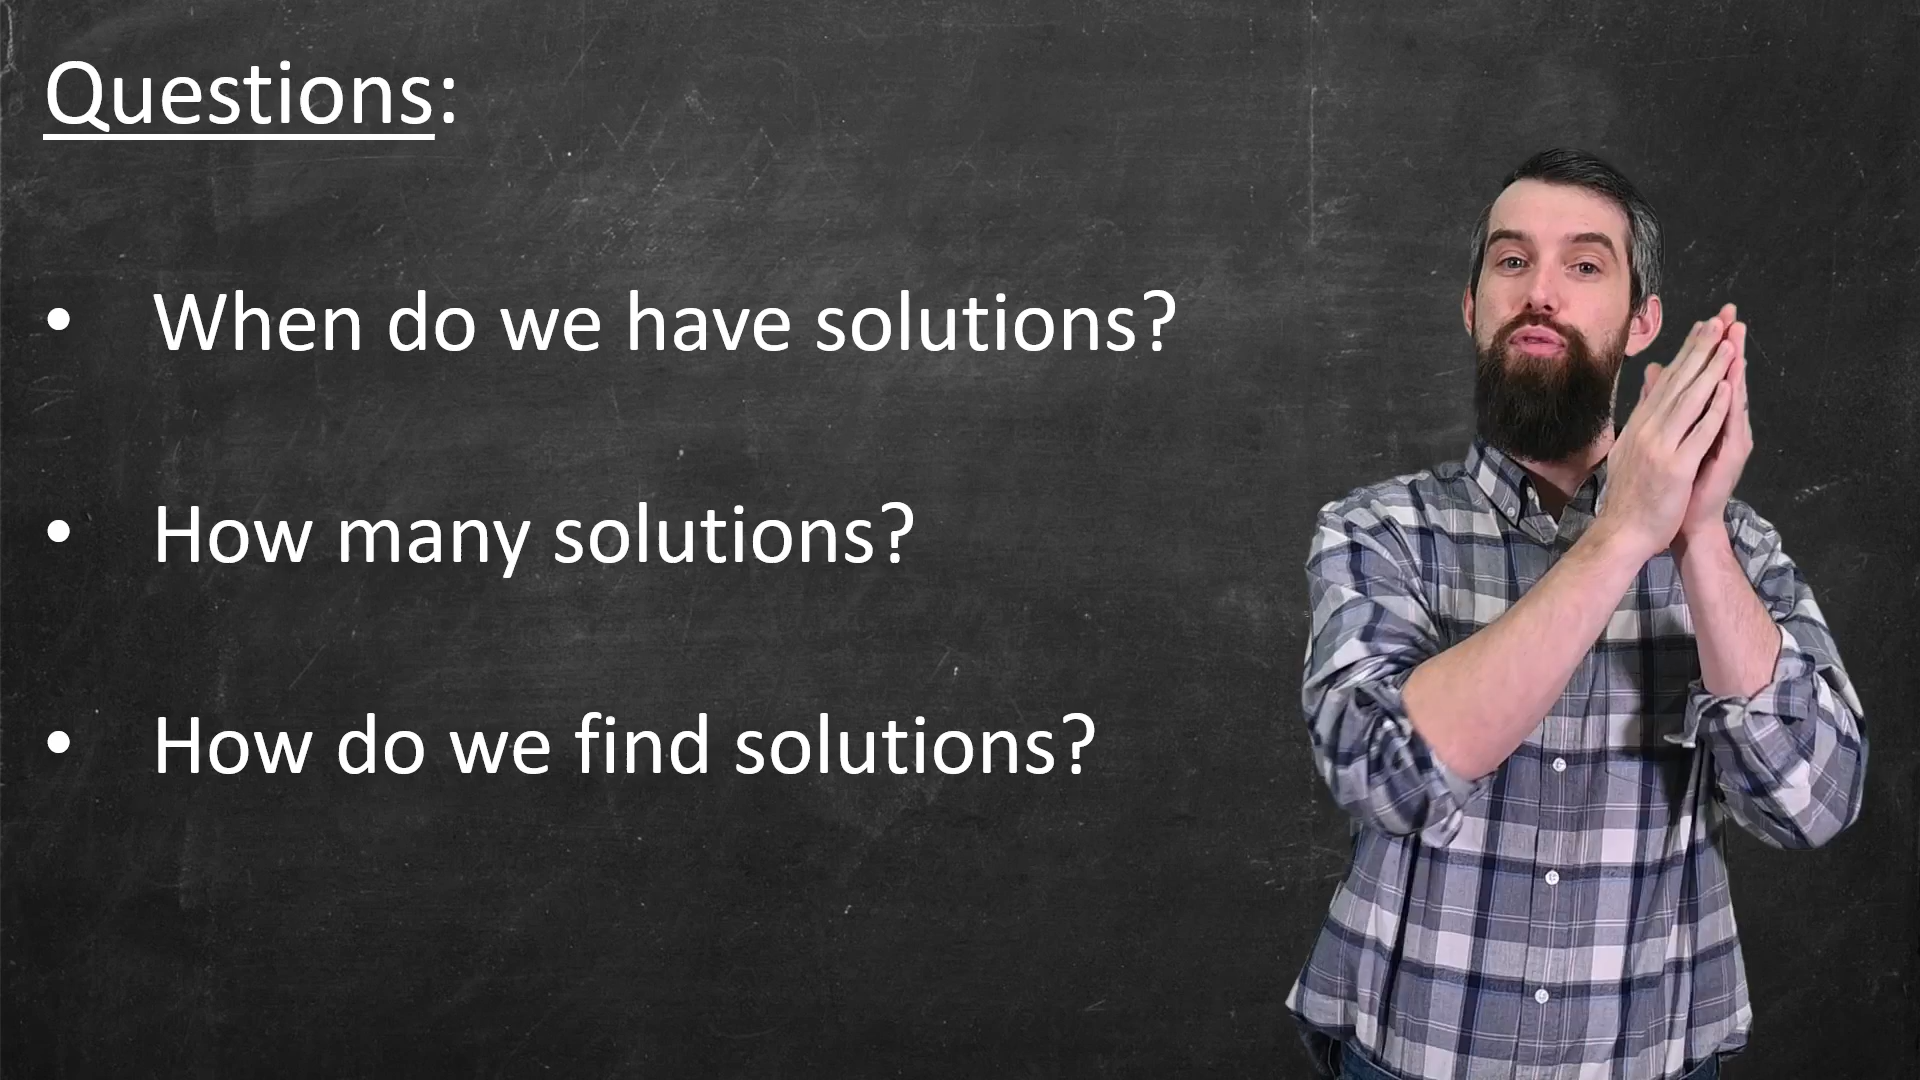 Questions:
• When do we have solutions?
• How many solutions?
• How do we find solutions?